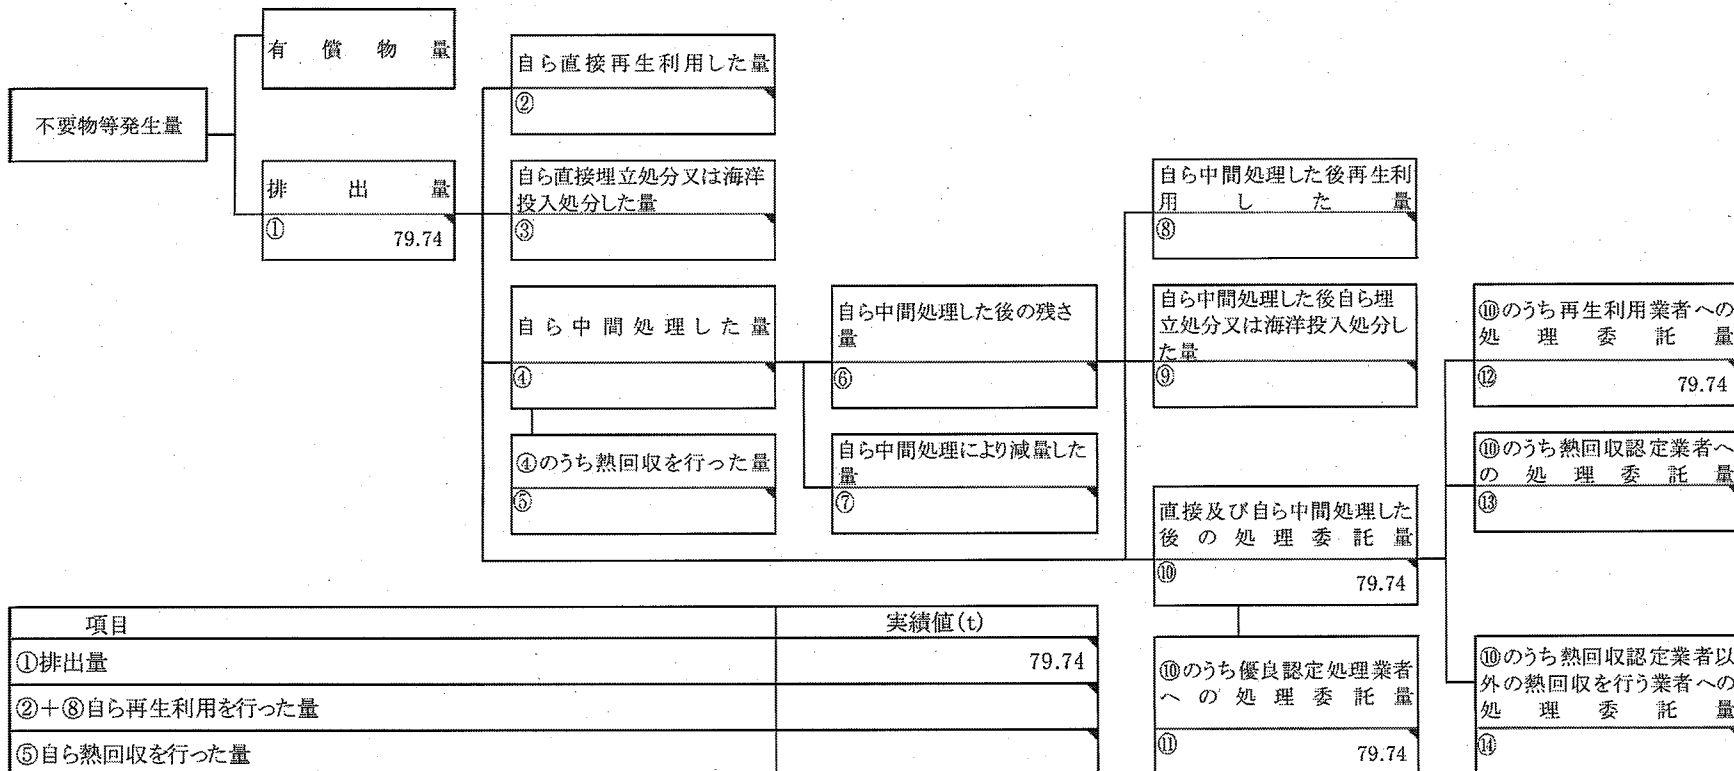 有償物量
不要物等発生量
排出量
① 79.74
自ら直接再生利用した量
②
自ら直接埋立処分又は海洋
投入処分した量
③
自ら中間処理した量
④
④のうち熱回収を行った量
⑤
自ら中間処理した後の残さ
量
⑥
自ら中間処理により減量した
量
⑦
自ら中間処理した後再生利
用した量
⑧
自ら中間処理した後自ら埋
立処分又は海洋投入処分し
た量
⑨
直接及び自ら中間処理した
後の処理委託量
⑩ 79.74
⑩のうち優良認定処理業者
への処理委託量
⑪ 79.74
⑩のうち再生利用業者への
処理委託量
⑫ 79.74
⑩のうち熱回収認定業者へ
の処理委託量
⑬
⑩のうち熱回収認定業者以
外の熱回収を行う業者への
処理委託量
⑭
項目 実績値(t)
①排出量 79.74
②＋⑧自ら再生利用を行った量
⑤自ら熱回収を行った量